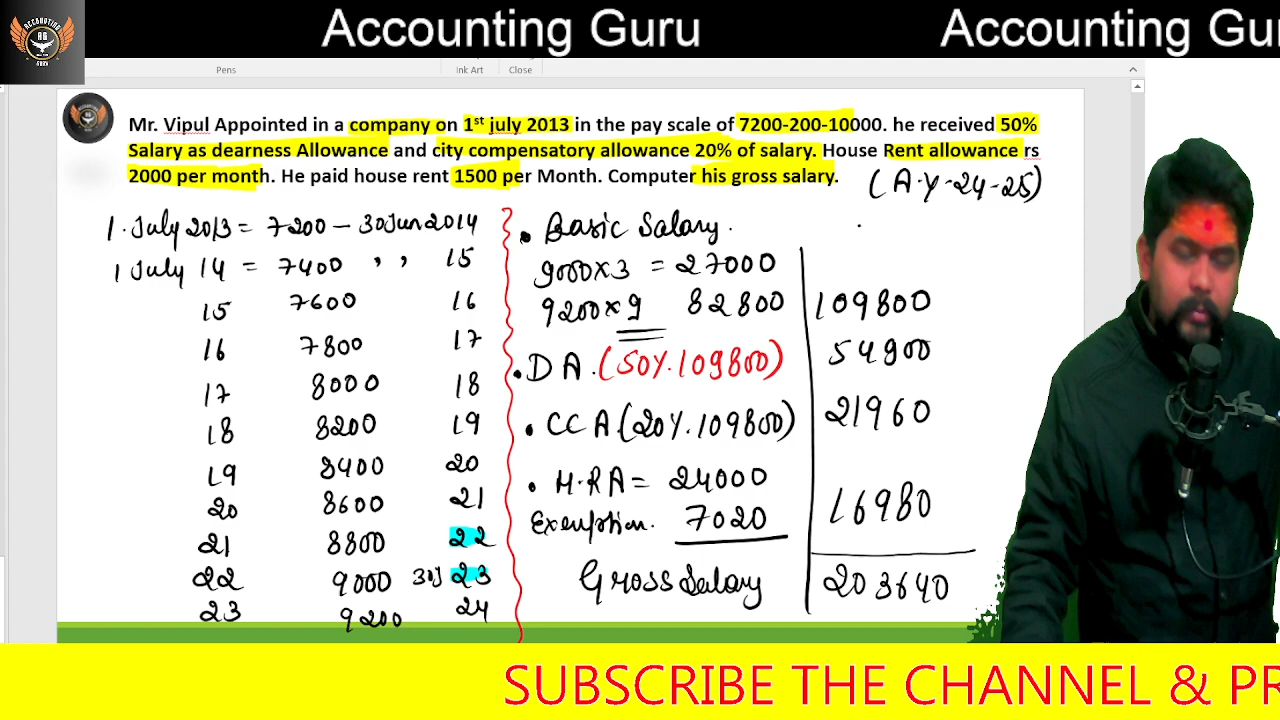 Accounting Guru
Accounting Gu
ACCOUNTING
AG
GURU
Pens
Ink Art
Close
Mr. Vipul Appointed in a company on 1st july 2013 in the pay scale of 7200-200-10000. he received 50%
Salary as dearness Allowance and city compensatory allowance 20% of salary. House Rent allowance rs
2000 per month. He paid house rent 1500 per Month. Computer his gross salary.
(A.Y-24-25)
1.July 2013 = 7200 - 30 Jun 2014
1 July 14 = 7400 " 15
15 7600 16
16 7800 17
17 8000 18
18 8200 19
19 8400 20
20 8600 21
21 8800 22
22 9000 30J 23
23 9200 24
• Basic Salary.
9000x3 = 27000
9200x9 82800 109800
• DA. (50%.109800) 54900
• CCA (20%.109800) 21960
• H.RA = 24000
Exemption. 7020 16980
Gross Salary 203640
SUBSCRIBE THE CHANNEL & PR